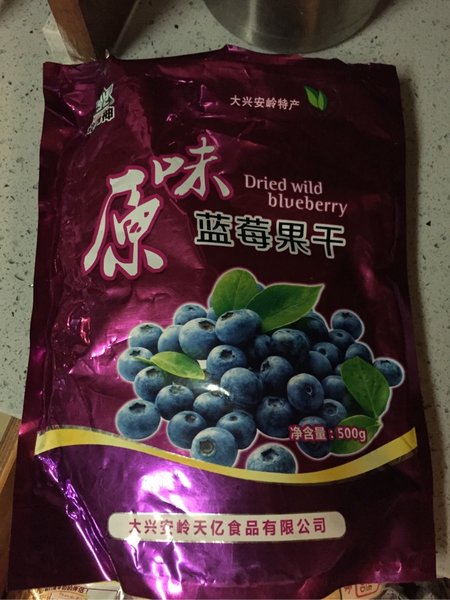 大兴安岭特产
原味
Dried wild
blueberry
蓝莓果干
净含量：500g
大兴安岭天亿食品有限公司